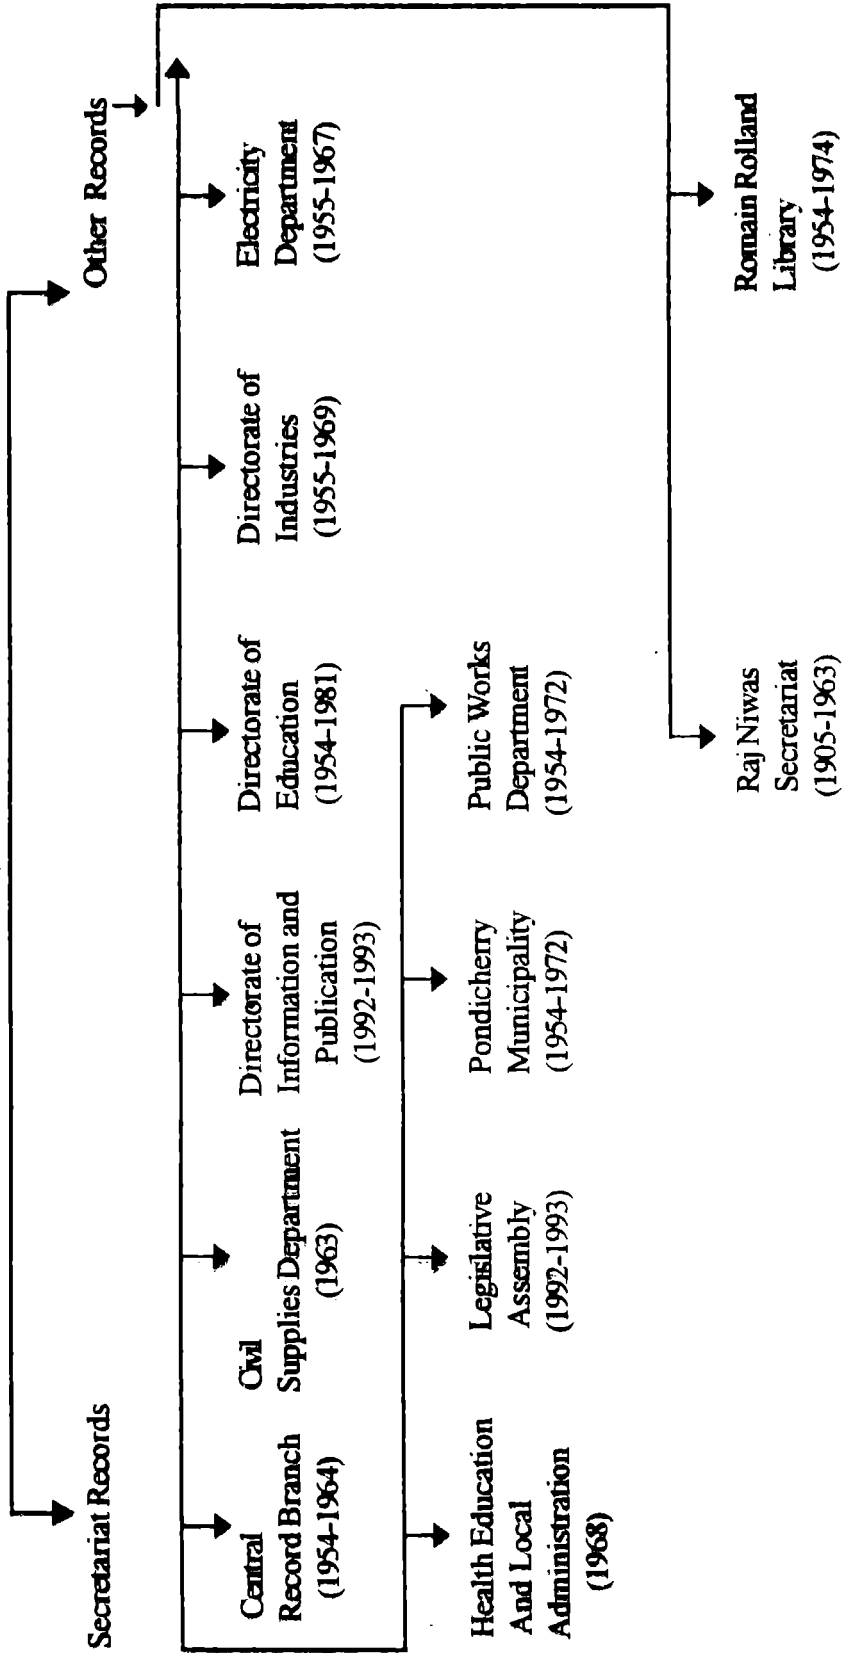 Secretariat Records
Other Records
Central
Record Branch
(1954-1964)
Civil
Supplies Department
(1963)
Directorate of
Information and
Publication
(1992-1993)
Directorate of
Education
(1954-1981)
Directorate of
Industries
(1955-1969)
Electricity
Department
(1955-1967)
Health Education
And Local
Administration
(1968)
Legislative
Assembly
(1992-1993)
Pondicherry
Municipality
(1954-1972)
Public Works
Department
(1954-1972)
Raj Niwas
Secretariat
(1905-1963)
Romain Rolland
Library
(1954-1974)